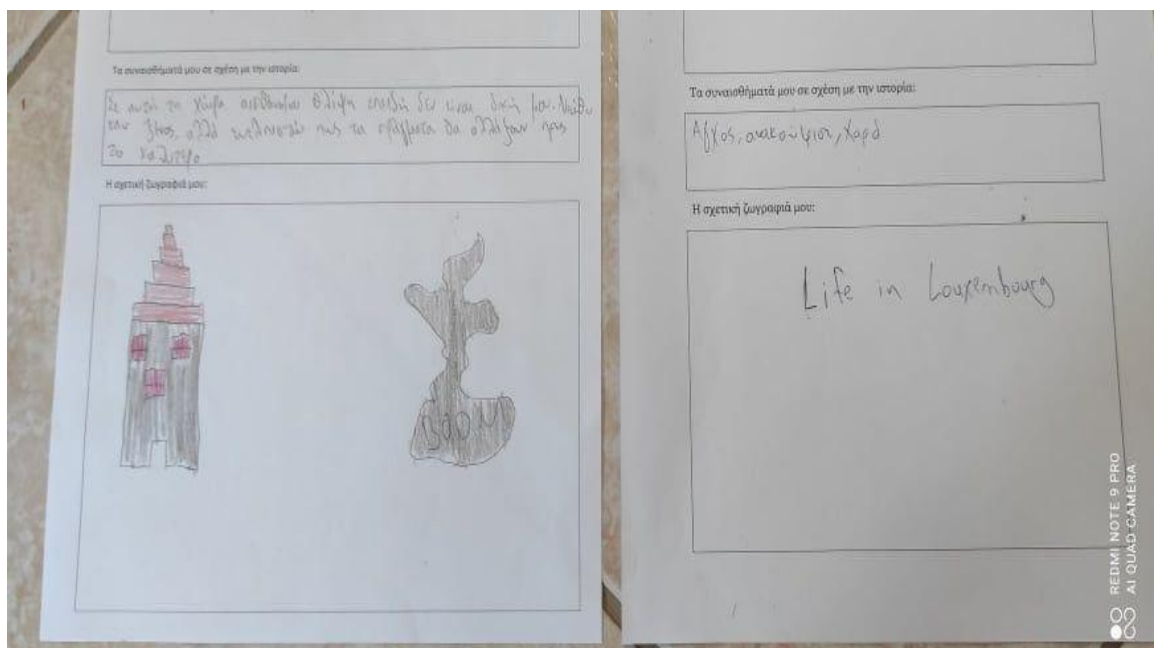 Τα συναισθήματά μου σε σχέση με την ιστορία:
Σε αυτή τη χώρα αισθάνομαι θλίψη επειδή δεν είναι δική μου. Νιώθω
σαν ξένος, αλλά πως τα πράγματα θα αλλάξουν προς
το καλύτερο
Η σχετική ζωγραφιά μου:
BOOM
Τα συναισθήματά μου σε σχέση με την ιστορία:
Αγχος, ανακούφιση, χαρά
Η σχετική ζωγραφιά μου:
Life in Louxembourg
REDMI NOTE 9 PRO
AI QUAD CAMERA